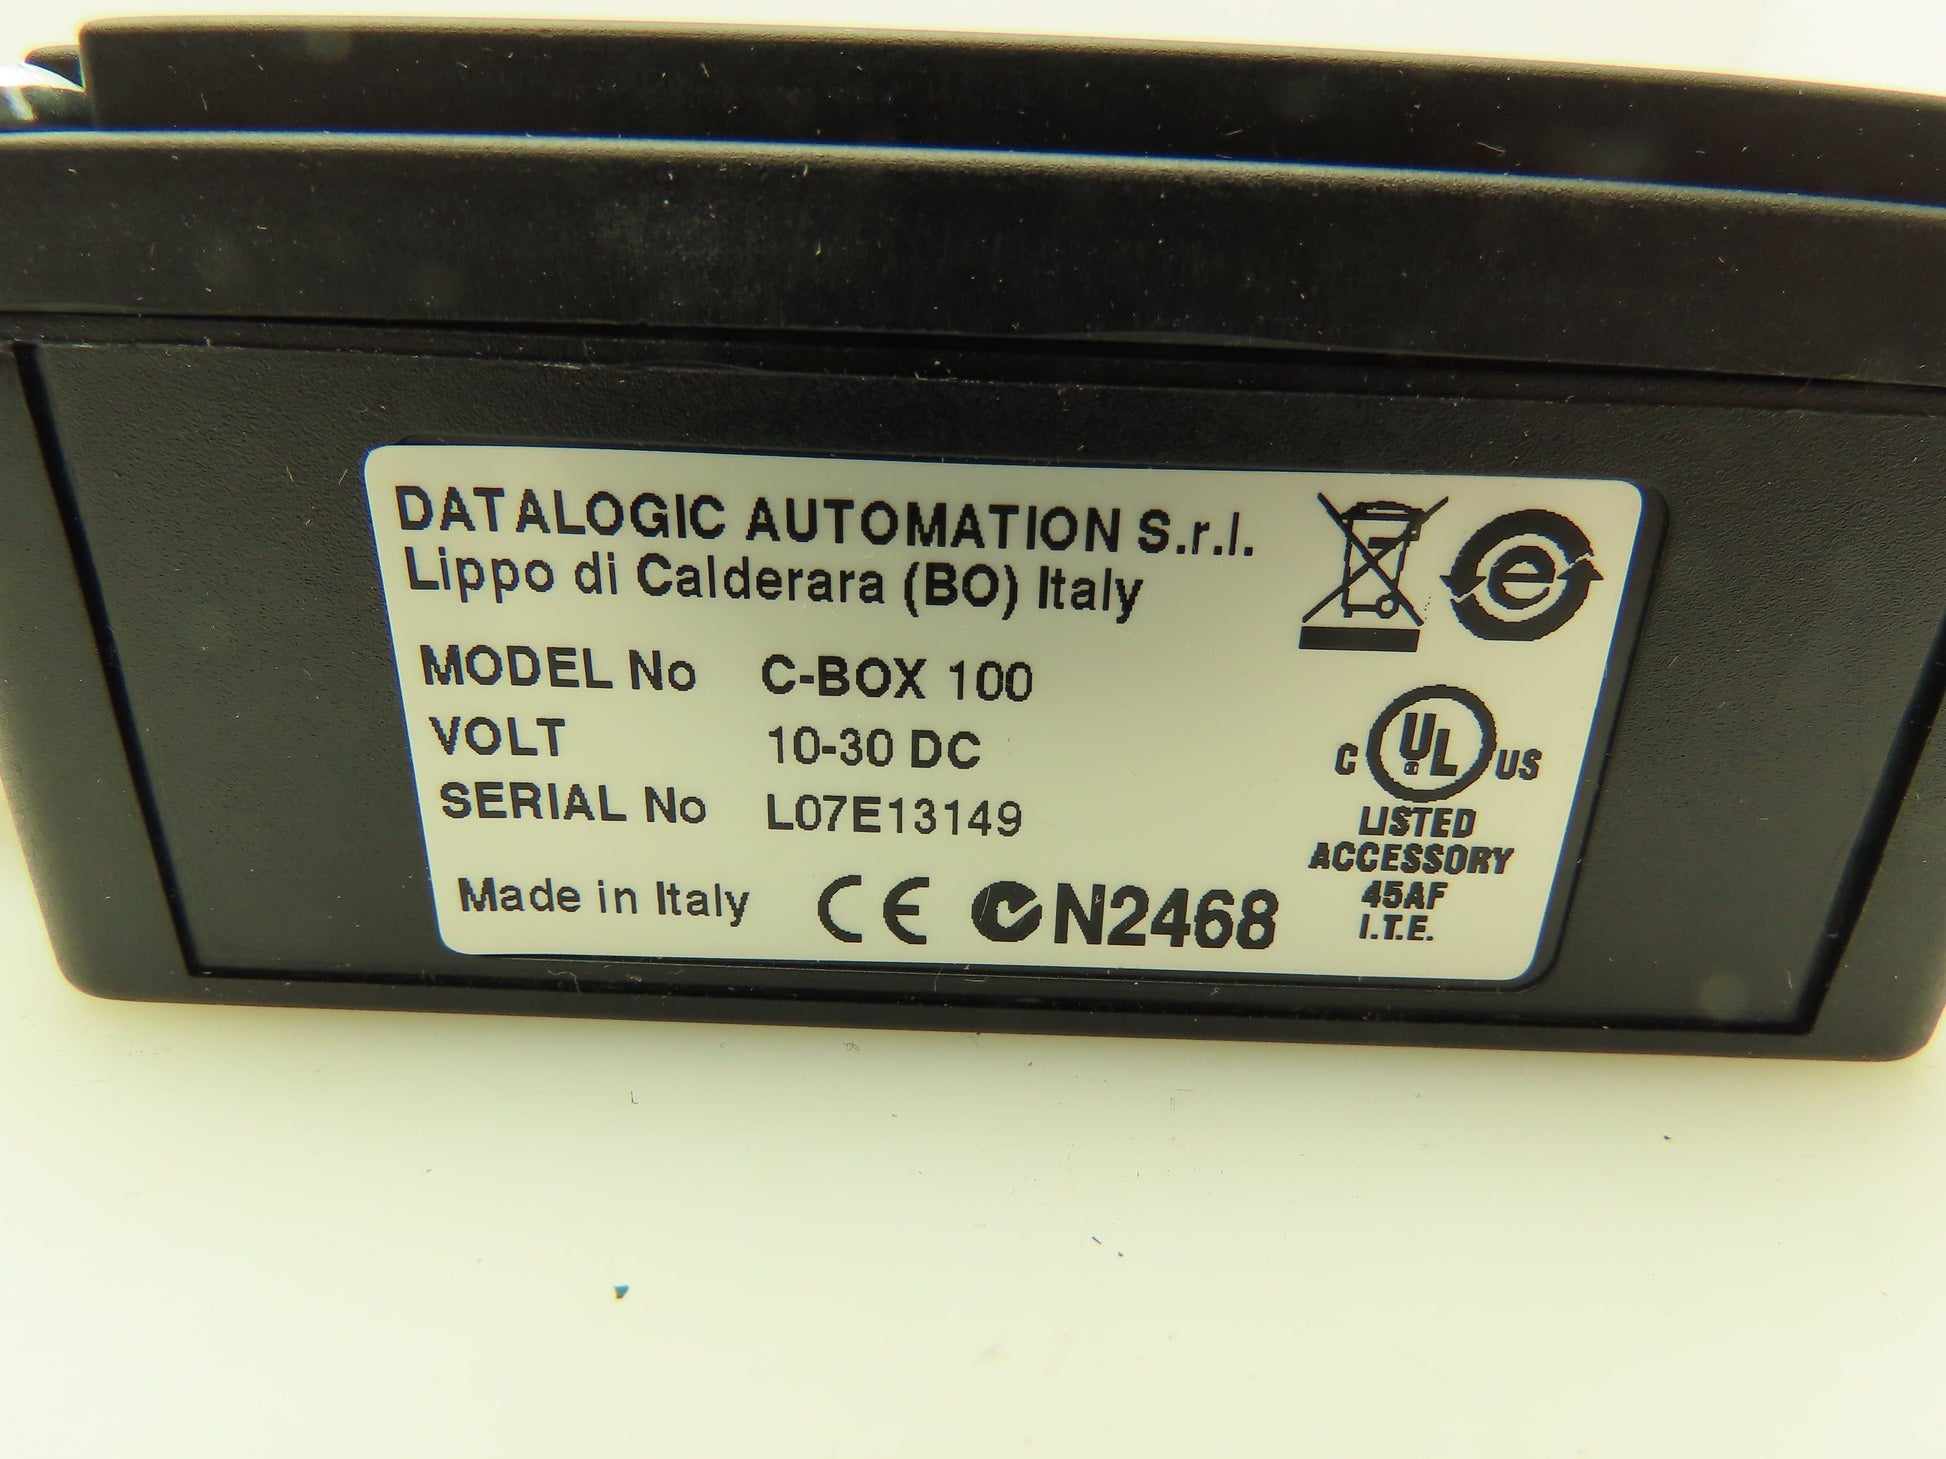 DATALOGIC AUTOMATION S.r.l.
Lippo di Calderara (BO) Italy
MODEL No C-BOX 100
VOLT 10-30 DC
SERIAL No L07E13149
Made in Italy CE N2468
e
C UL US
LISTED
ACCESSORY
45AF
I.T.E.